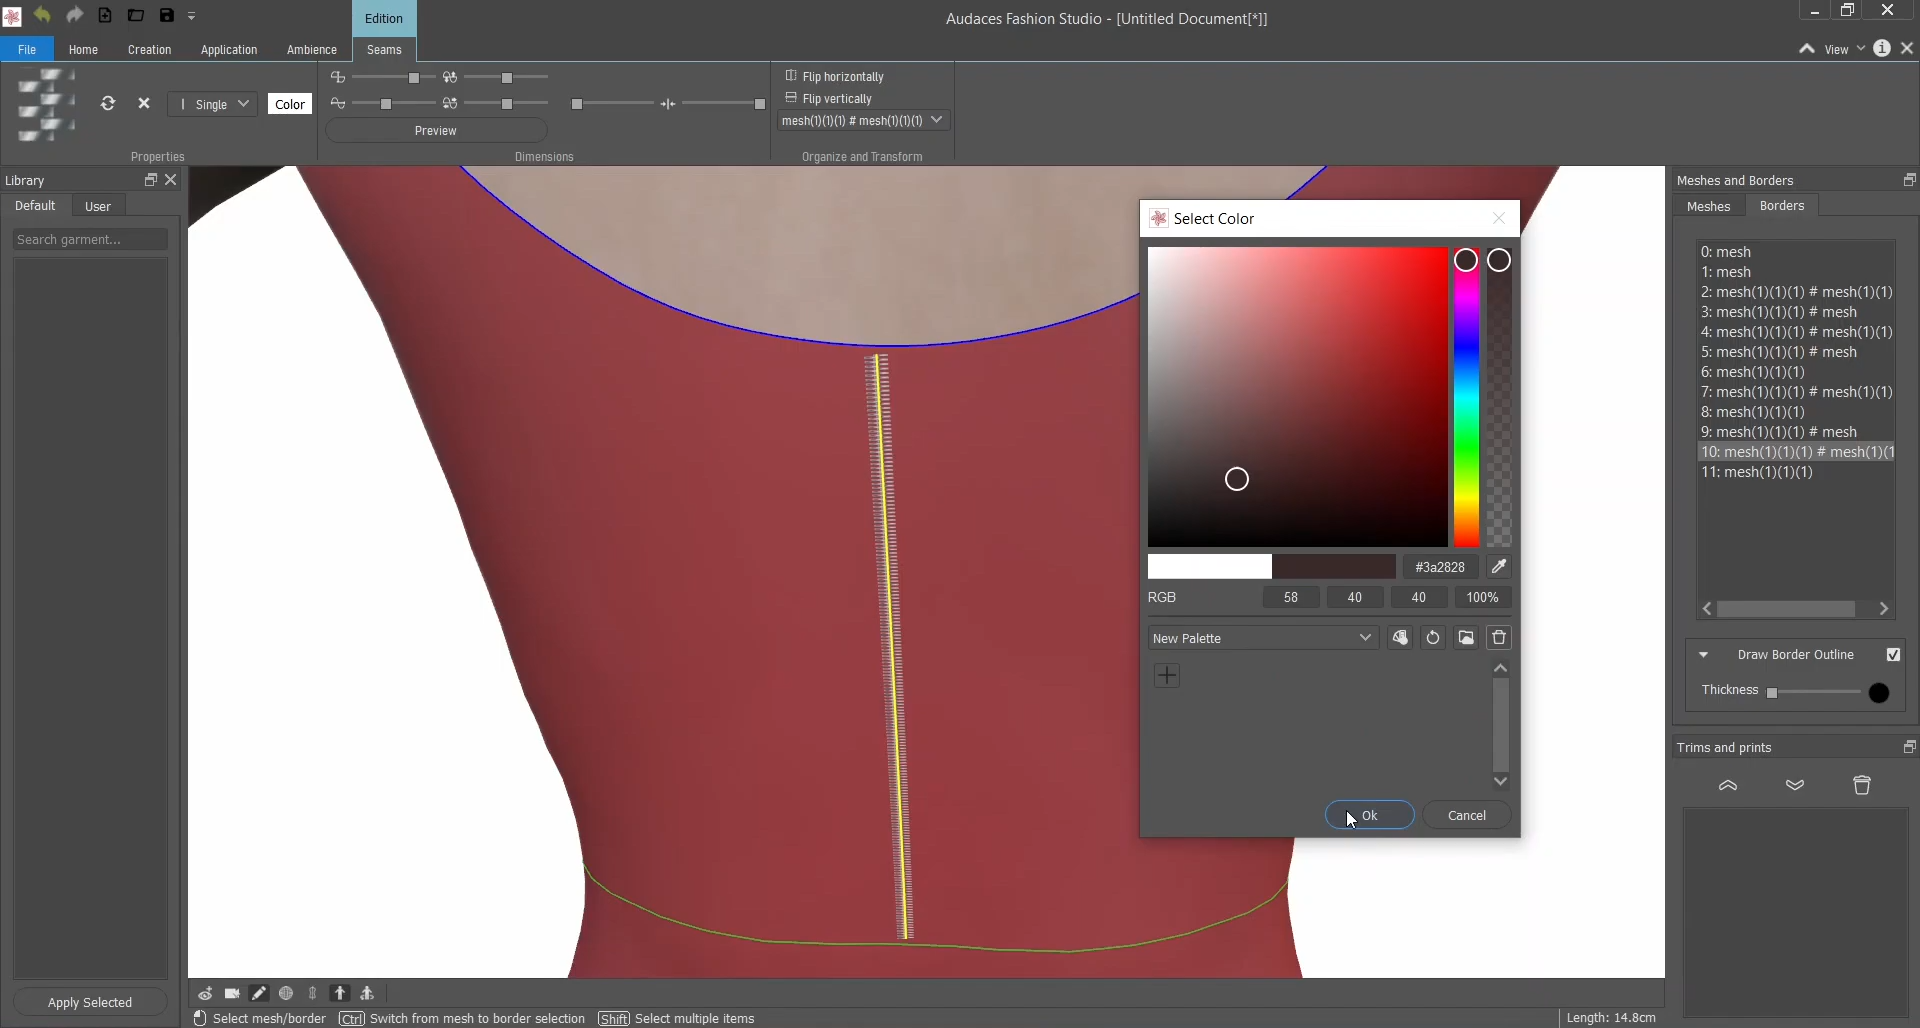 Edition
Audaces Fashion Studio - [Untitled Document[*]]
File
Home
Creation
Application
Ambience
Seams
View
Single
Color
Properties
Preview
Dimensions
Flip horizontally
Flip vertically
mesh(1)(1)(1) # mesh(1)(1)(1)
Organize and Transform
Library
Default
User
Search garment...
Apply Selected
Select Color
#3a2828
RGB
58
40
40
100%
New Palette
Ok
Cancel
Meshes and Borders
Meshes
Borders
0: mesh
1: mesh
2: mesh(1)(1)(1) # mesh(1)(1)
3: mesh(1)(1)(1) # mesh
4: mesh(1)(1)(1) # mesh(1)(1)
5: mesh(1)(1)(1) # mesh
6: mesh(1)(1)(1)
7: mesh(1)(1)(1) # mesh(1)(1)
8: mesh(1)(1)(1)
9: mesh(1)(1)(1) # mesh
10: mesh(1)(1)(1) # mesh(1)(1
11: mesh(1)(1)(1)
Draw Border Outline
Thickness
Trims and prints
Select mesh/border
Ctrl Switch from mesh to border selection
Shift Select multiple items
Length: 14.8cm